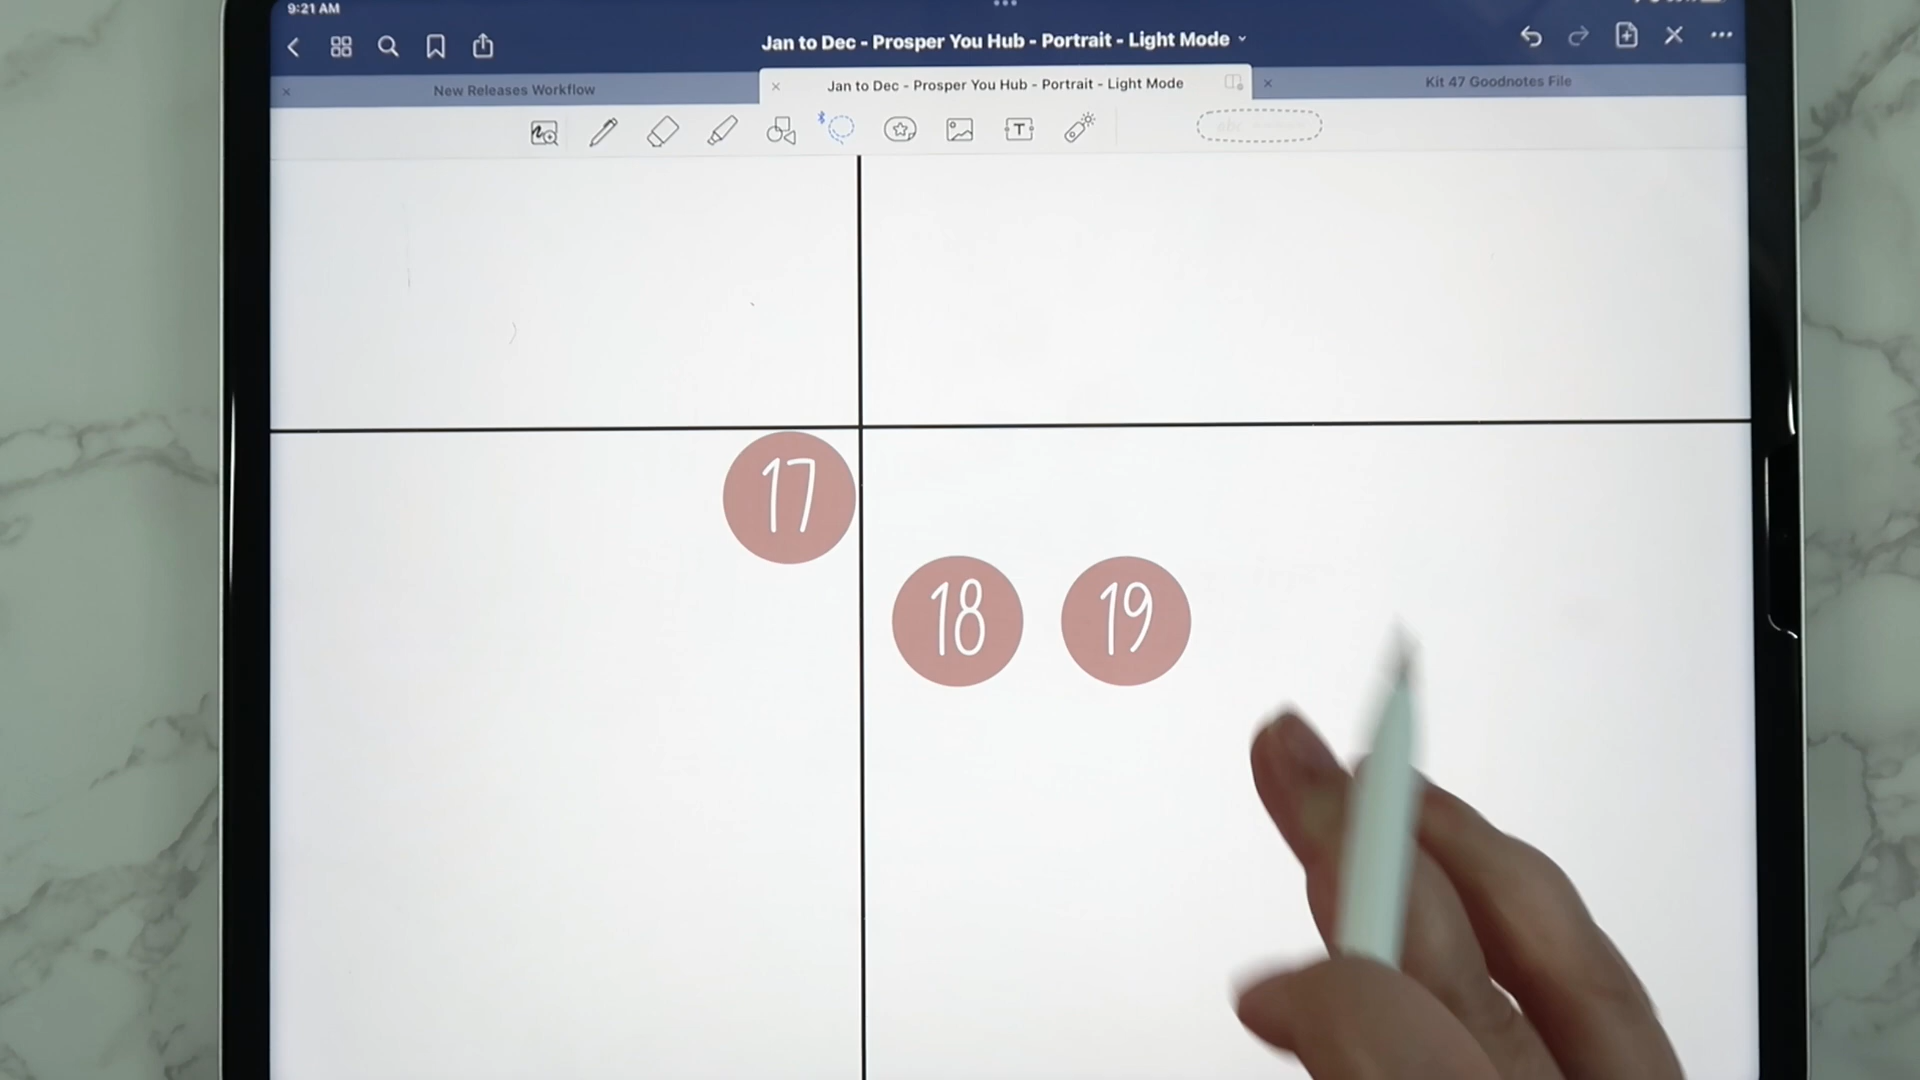 9:21 AM
Jan to Dec - Prosper You Hub - Portrait - Light Mode
New Releases Workflow
Jan to Dec - Prosper You Hub - Portrait - Light Mode
Kit 47 Goodnotes File
T
abc
17
18
19